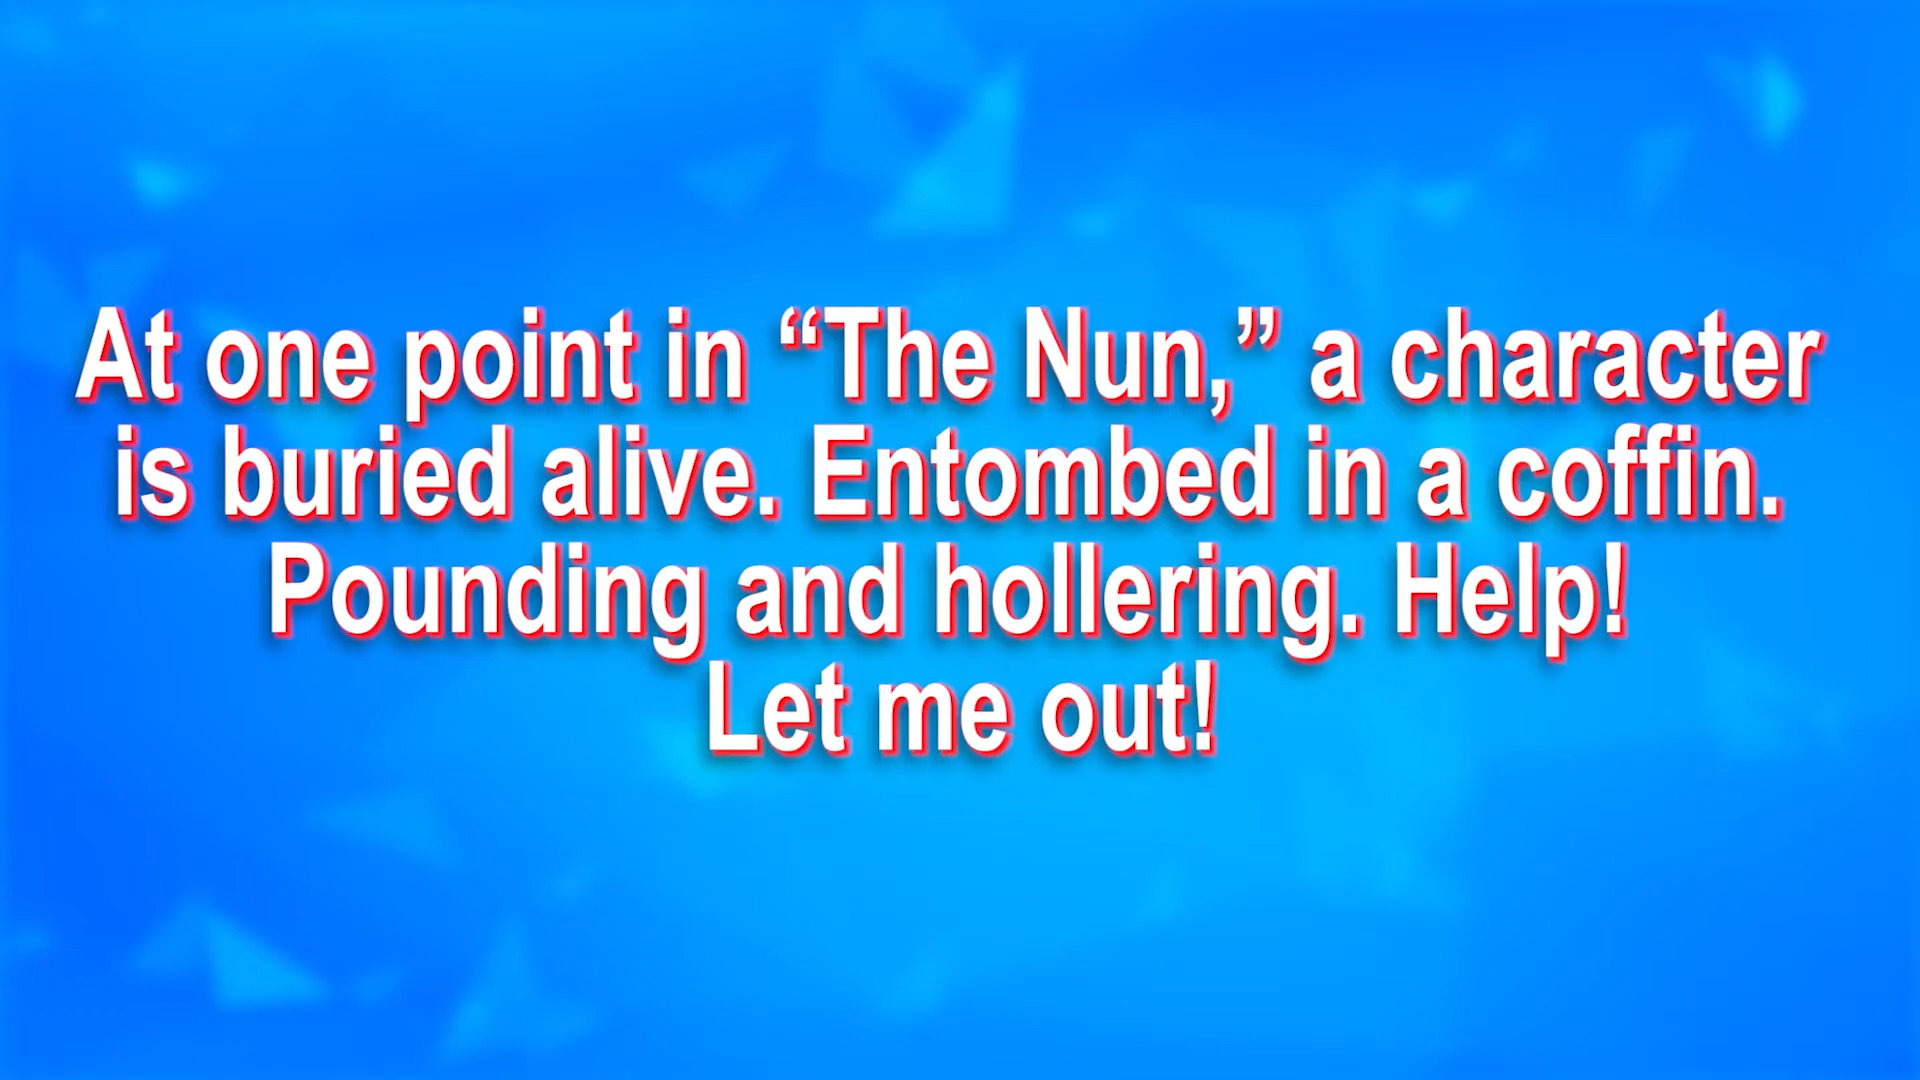 At one point in “The Nun,” a character
is buried alive. Entombed in a coffin.
Pounding and hollering. Help!
Let me out!